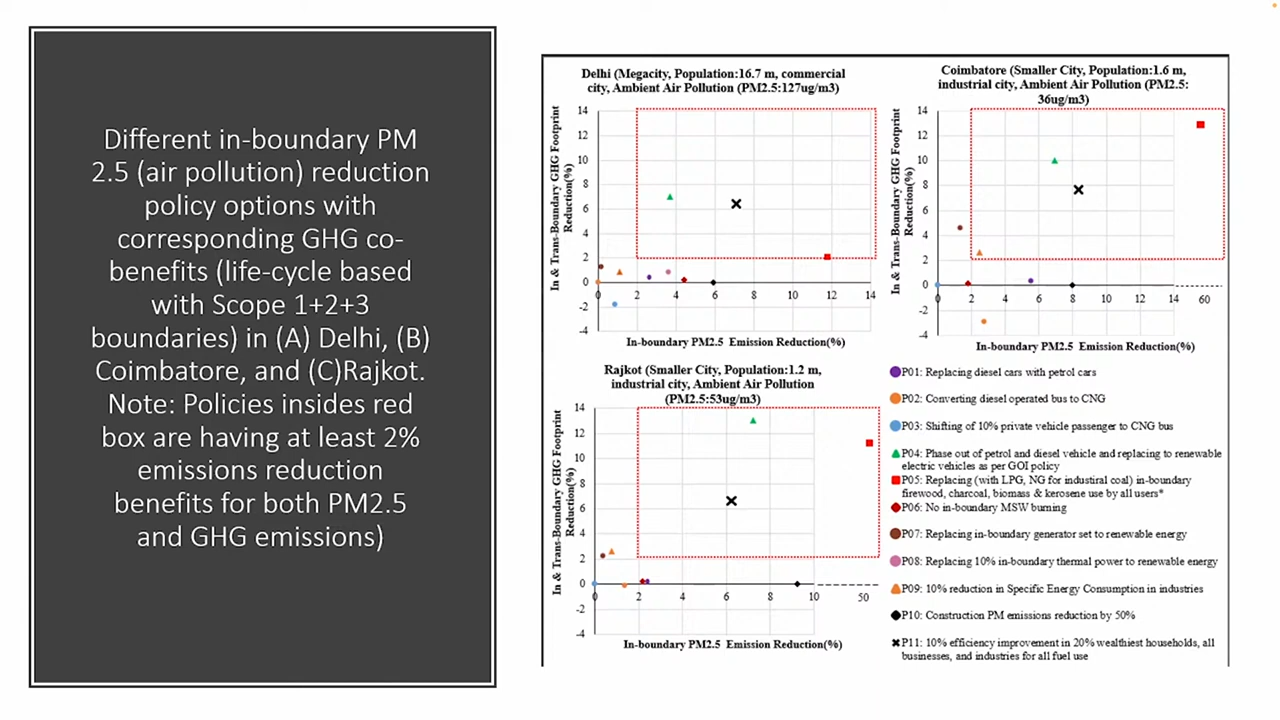 Different in-boundary PM
2.5 (air pollution) reduction
policy options with
corresponding GHG co-
benefits (life-cycle based
with Scope 1+2+3
boundaries) in (A) Delhi, (B)
Coimbatore, and (C)Rajkot.
Note: Policies insides red
box are having at least 2%
emissions reduction
benefits for both PM2.5
and GHG emissions)
Delhi (Megacity, Population:16.7 m, commercial
city, Ambient Air Pollution (PM2.5:127ug/m3)
In & Trans-Boundary GHG Footprint
Reduction(%)
14
12
10
8
6
4
2
0
-2
-4
0 2 4 6 8 10 12 14
In-boundary PM2.5 Emission Reduction(%)
Coimbatore (Smaller City, Population:1.6 m,
industrial city, Ambient Air Pollution (PM2.5:
36ug/m3)
In & Trans-Boundary GHG Footprint
Reduction(%)
14
12
10
8
6
4
2
0
-2
-4
0 2 4 6 8 10 14 60
In-boundary PM2.5 Emission Reduction(%)
Rajkot (Smaller City, Population:1.2 m,
industrial city, Ambient Air Pollution
(PM2.5:53ug/m3)
In & Trans-Boundary GHG Footprint
Reduction(%)
14
12
10
8
6
4
2
0
-2
-4
0 2 4 6 8 10 50
In-boundary PM2.5 Emission Reduction(%)
P01: Replacing diesel cars with petrol cars
P02: Converting diesel operated bus to CNG
P03: Shifting of 10% private vehicle passenger to CNG bus
P04: Phase out of petrol and diesel vehicle and replacing to renewable
electric vehicles as per GOI policy
P05: Replacing (with LPG, NG for industiral coal) in-boundary
firewood, charcoal, biomass & kerosene use by all users*
P06: No in-boundary MSW burning
P07: Replacing in-boundary generator set to renewable energy
P08: Replacing 10% in-boundary thermal power to renewable energy
P09: 10% reduction in Specific Energy Consumption in industries
P10: Construction PM emissions reduction by 50%
P11: 10% efficiency improvement in 20% wealthiest households, all
businesses, and industries for all fuel use